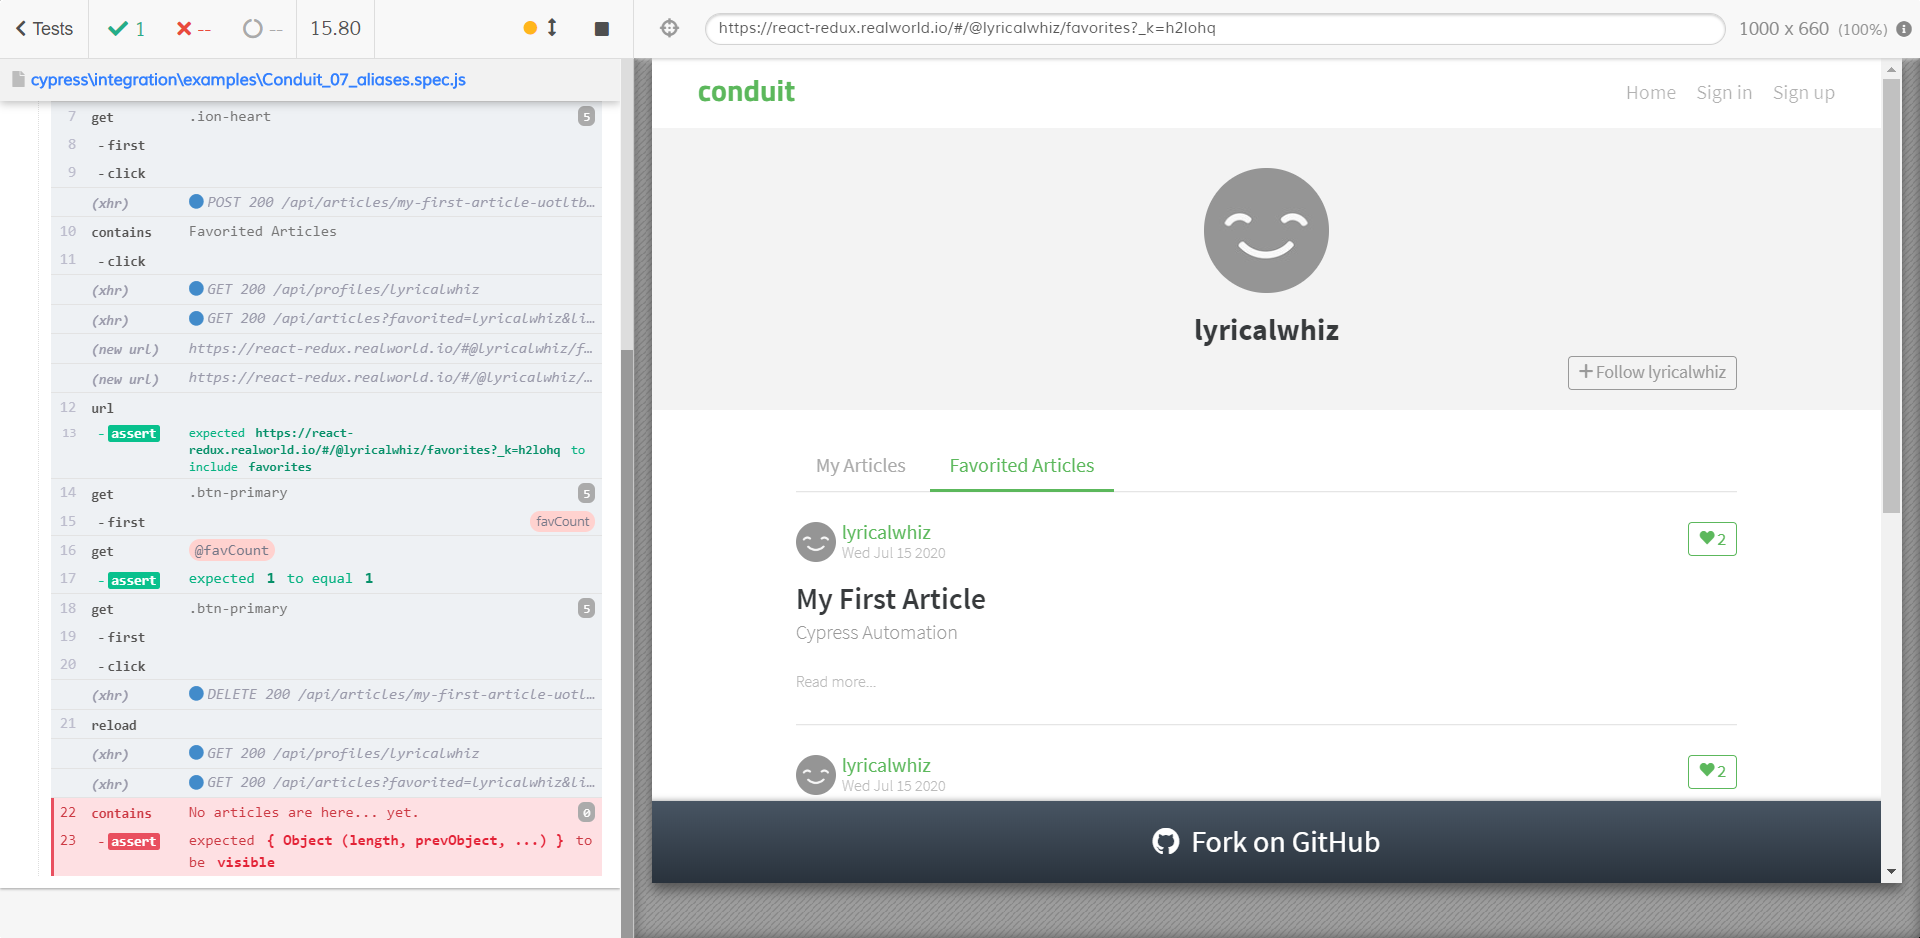 Tests
1
--
--
15.80
https://react-redux.realworld.io/#/@lyricalwhiz/favorites?_k=h2lohq
1000 x 660 (100%)
cypress\integration\examples\Conduit_07_aliases.spec.js
7 get .ion-heart 5
8 - first
9 - click
(xhr) POST 200 /api/articles/my-first-article-uotltb…
10 contains Favorited Articles
11 - click
(xhr) GET 200 /api/profiles/lyricalwhiz
(xhr) GET 200 /api/articles?favorited=lyricalwhiz&li…
(new url) https://react-redux.realworld.io/#@lyricalwhiz/f…
(new url) https://react-redux.realworld.io/#/@lyricalwhiz/…
12 url
13 - assert expected https://react-
redux.realworld.io/#/@lyricalwhiz/favorites?_k=h2lohq to
include favorites
14 get .btn-primary 5
15 - first favCount
16 get @favCount
17 - assert expected 1 to equal 1
18 get .btn-primary 5
19 - first
20 - click
(xhr) DELETE 200 /api/articles/my-first-article-uotl…
21 reload
(xhr) GET 200 /api/profiles/lyricalwhiz
(xhr) GET 200 /api/articles?favorited=lyricalwhiz&li…
22 contains No articles are here... yet. 0
23 - assert expected { Object (length, prevObject, ...) } to
be visible
conduit
Home Sign in Sign up
lyricalwhiz
+ Follow lyricalwhiz
My Articles Favorited Articles
lyricalwhiz
Wed Jul 15 2020
2
My First Article
Cypress Automation
Read more...
lyricalwhiz
Wed Jul 15 2020
2
Fork on GitHub